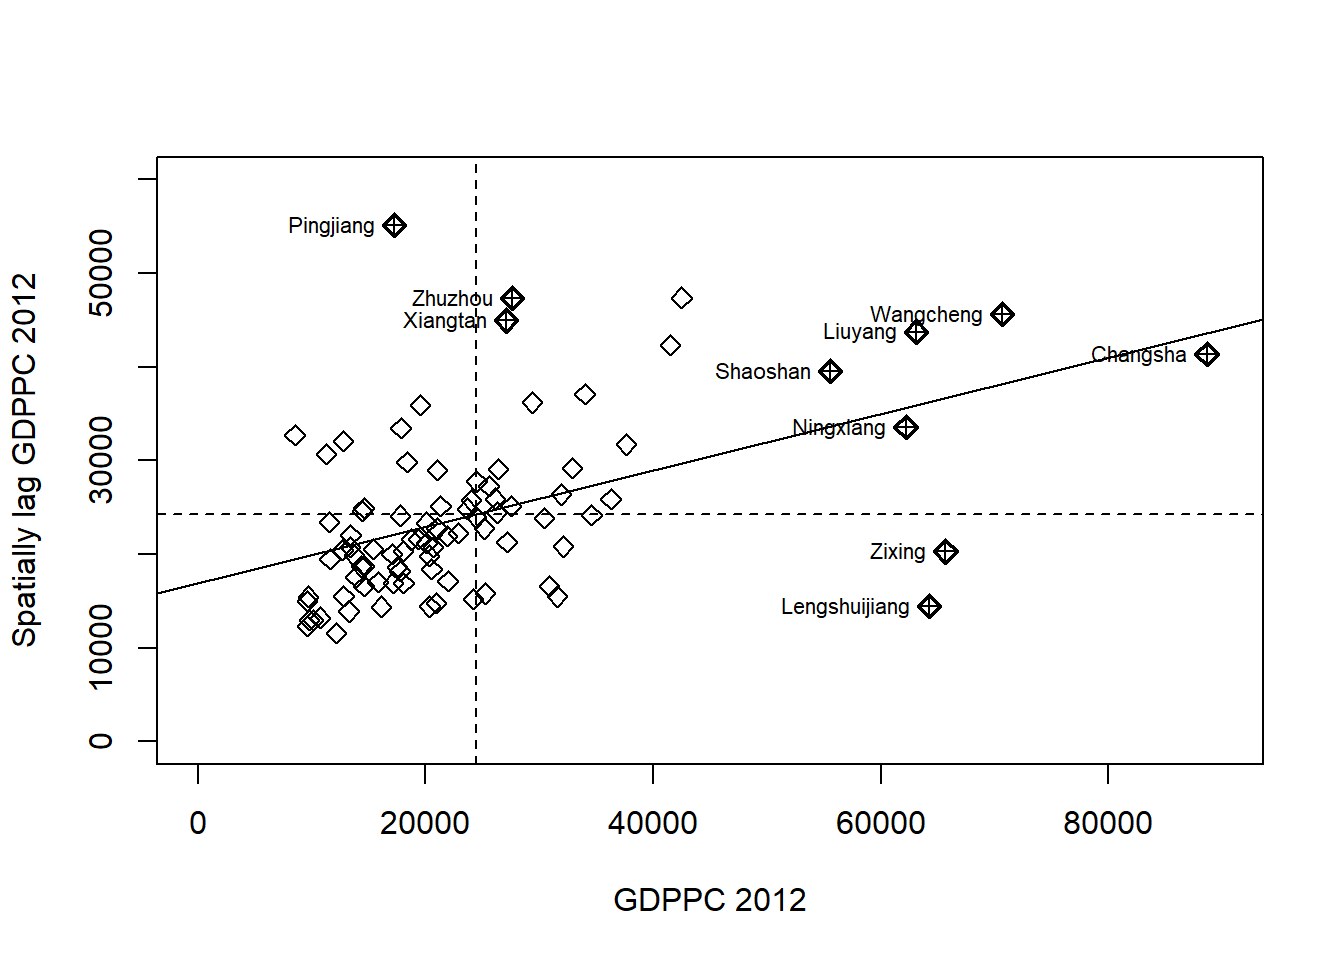 Pingjiang
Zhuzhou
Xiangtan
Wangcheng
Liuyang
Changsha
Shaoshan
Ningxiang
Zixing
Lengshuijiang
Spatially lag GDPPC 2012
50000
30000
10000
0
0 20000 40000 60000 80000
GDPPC 2012